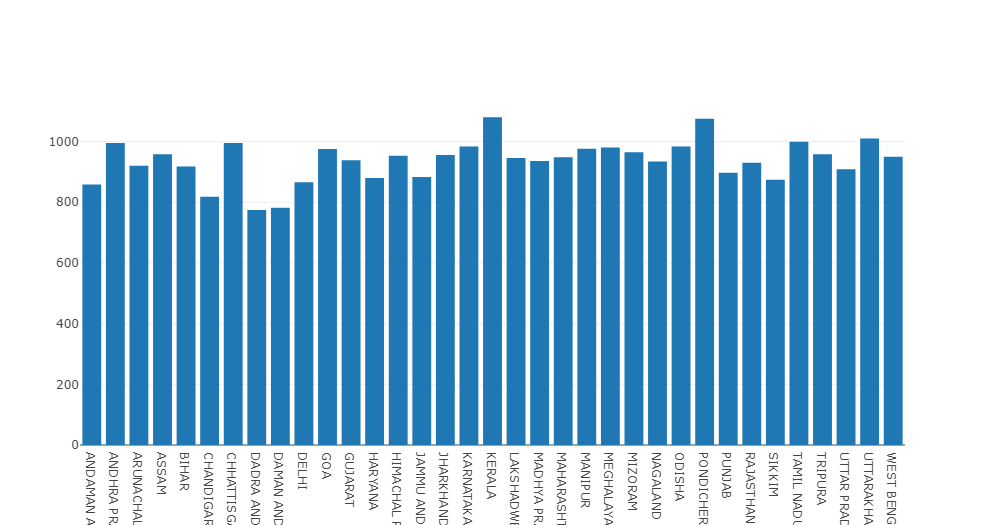 1000
800
600
400
200
0
ANDAMAN A
ANDHRA PR.
ARUNACHAL
ASSAM
BIHAR
CHANDIGAR
CHHATTISGA
DADRA AND
DAMAN AND
DELHI
GOA
GUJARAT
HARYANA
HIMACHAL P
JAMMU AND
JHARKHAND
KARNATAKA
KERALA
LAKSHADWE
MADHYA PR.
MAHARASHT
MANIPUR
MEGHALAYA
MIZORAM
NAGALAND
ODISHA
PONDICHER
PUNJAB
RAJASTHAN
SIKKIM
TAMIL NADU
TRIPURA
UTTAR PRAD
UTTARAKHA
WEST BENG